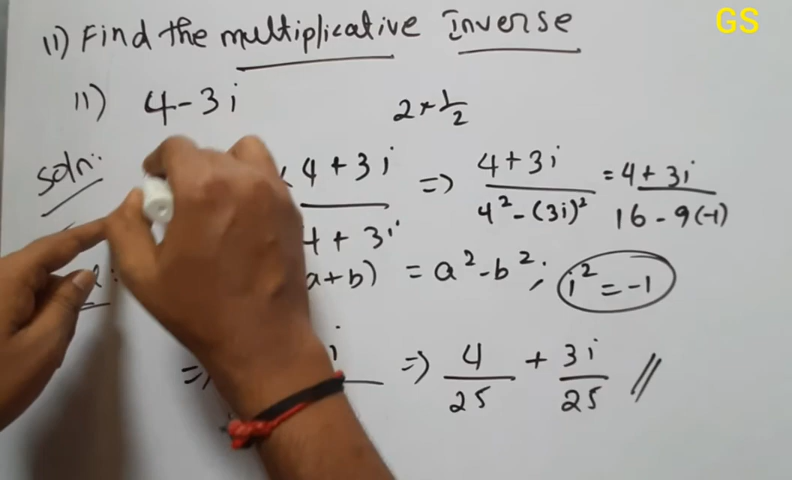 GS
11) Find the multiplicative Inverse
11) 4-3i 2×1/2
Soln: 4+3i/4+3i => 4+3i/4²-(3i)² = 4+3i/16-9(-1)
a+b) = a²-b²; i²=-1
=> i => 4/25 + 3i/25 //